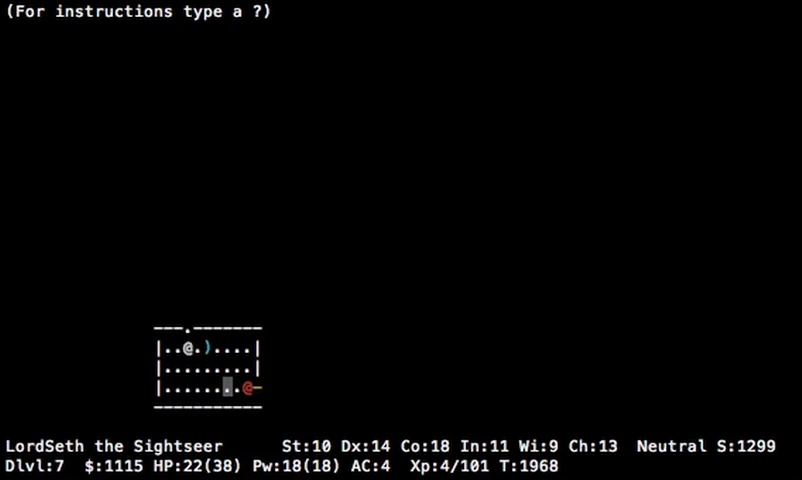 (For instructions type a ?)
---.-------
|..@.)....|
|.........|
|........@-
-----------
LordSeth the Sightseer St:10 Dx:14 Co:18 In:11 Wi:9 Ch:13 Neutral S:1299
Dlvl:7 $:1115 HP:22(38) Pw:18(18) AC:4 Xp:4/101 T:1968